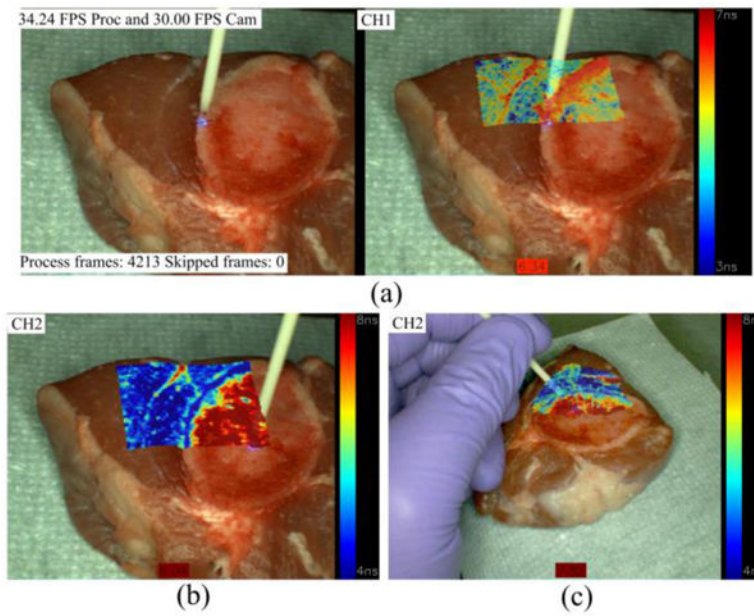 34.24 FPS Proc and 30.00 FPS Cam
CH1
7ns
Process frames: 4213 Skipped frames: 0
3ns
(a)
CH2
8ns
CH2
4ns
4ns
(b)
(c)